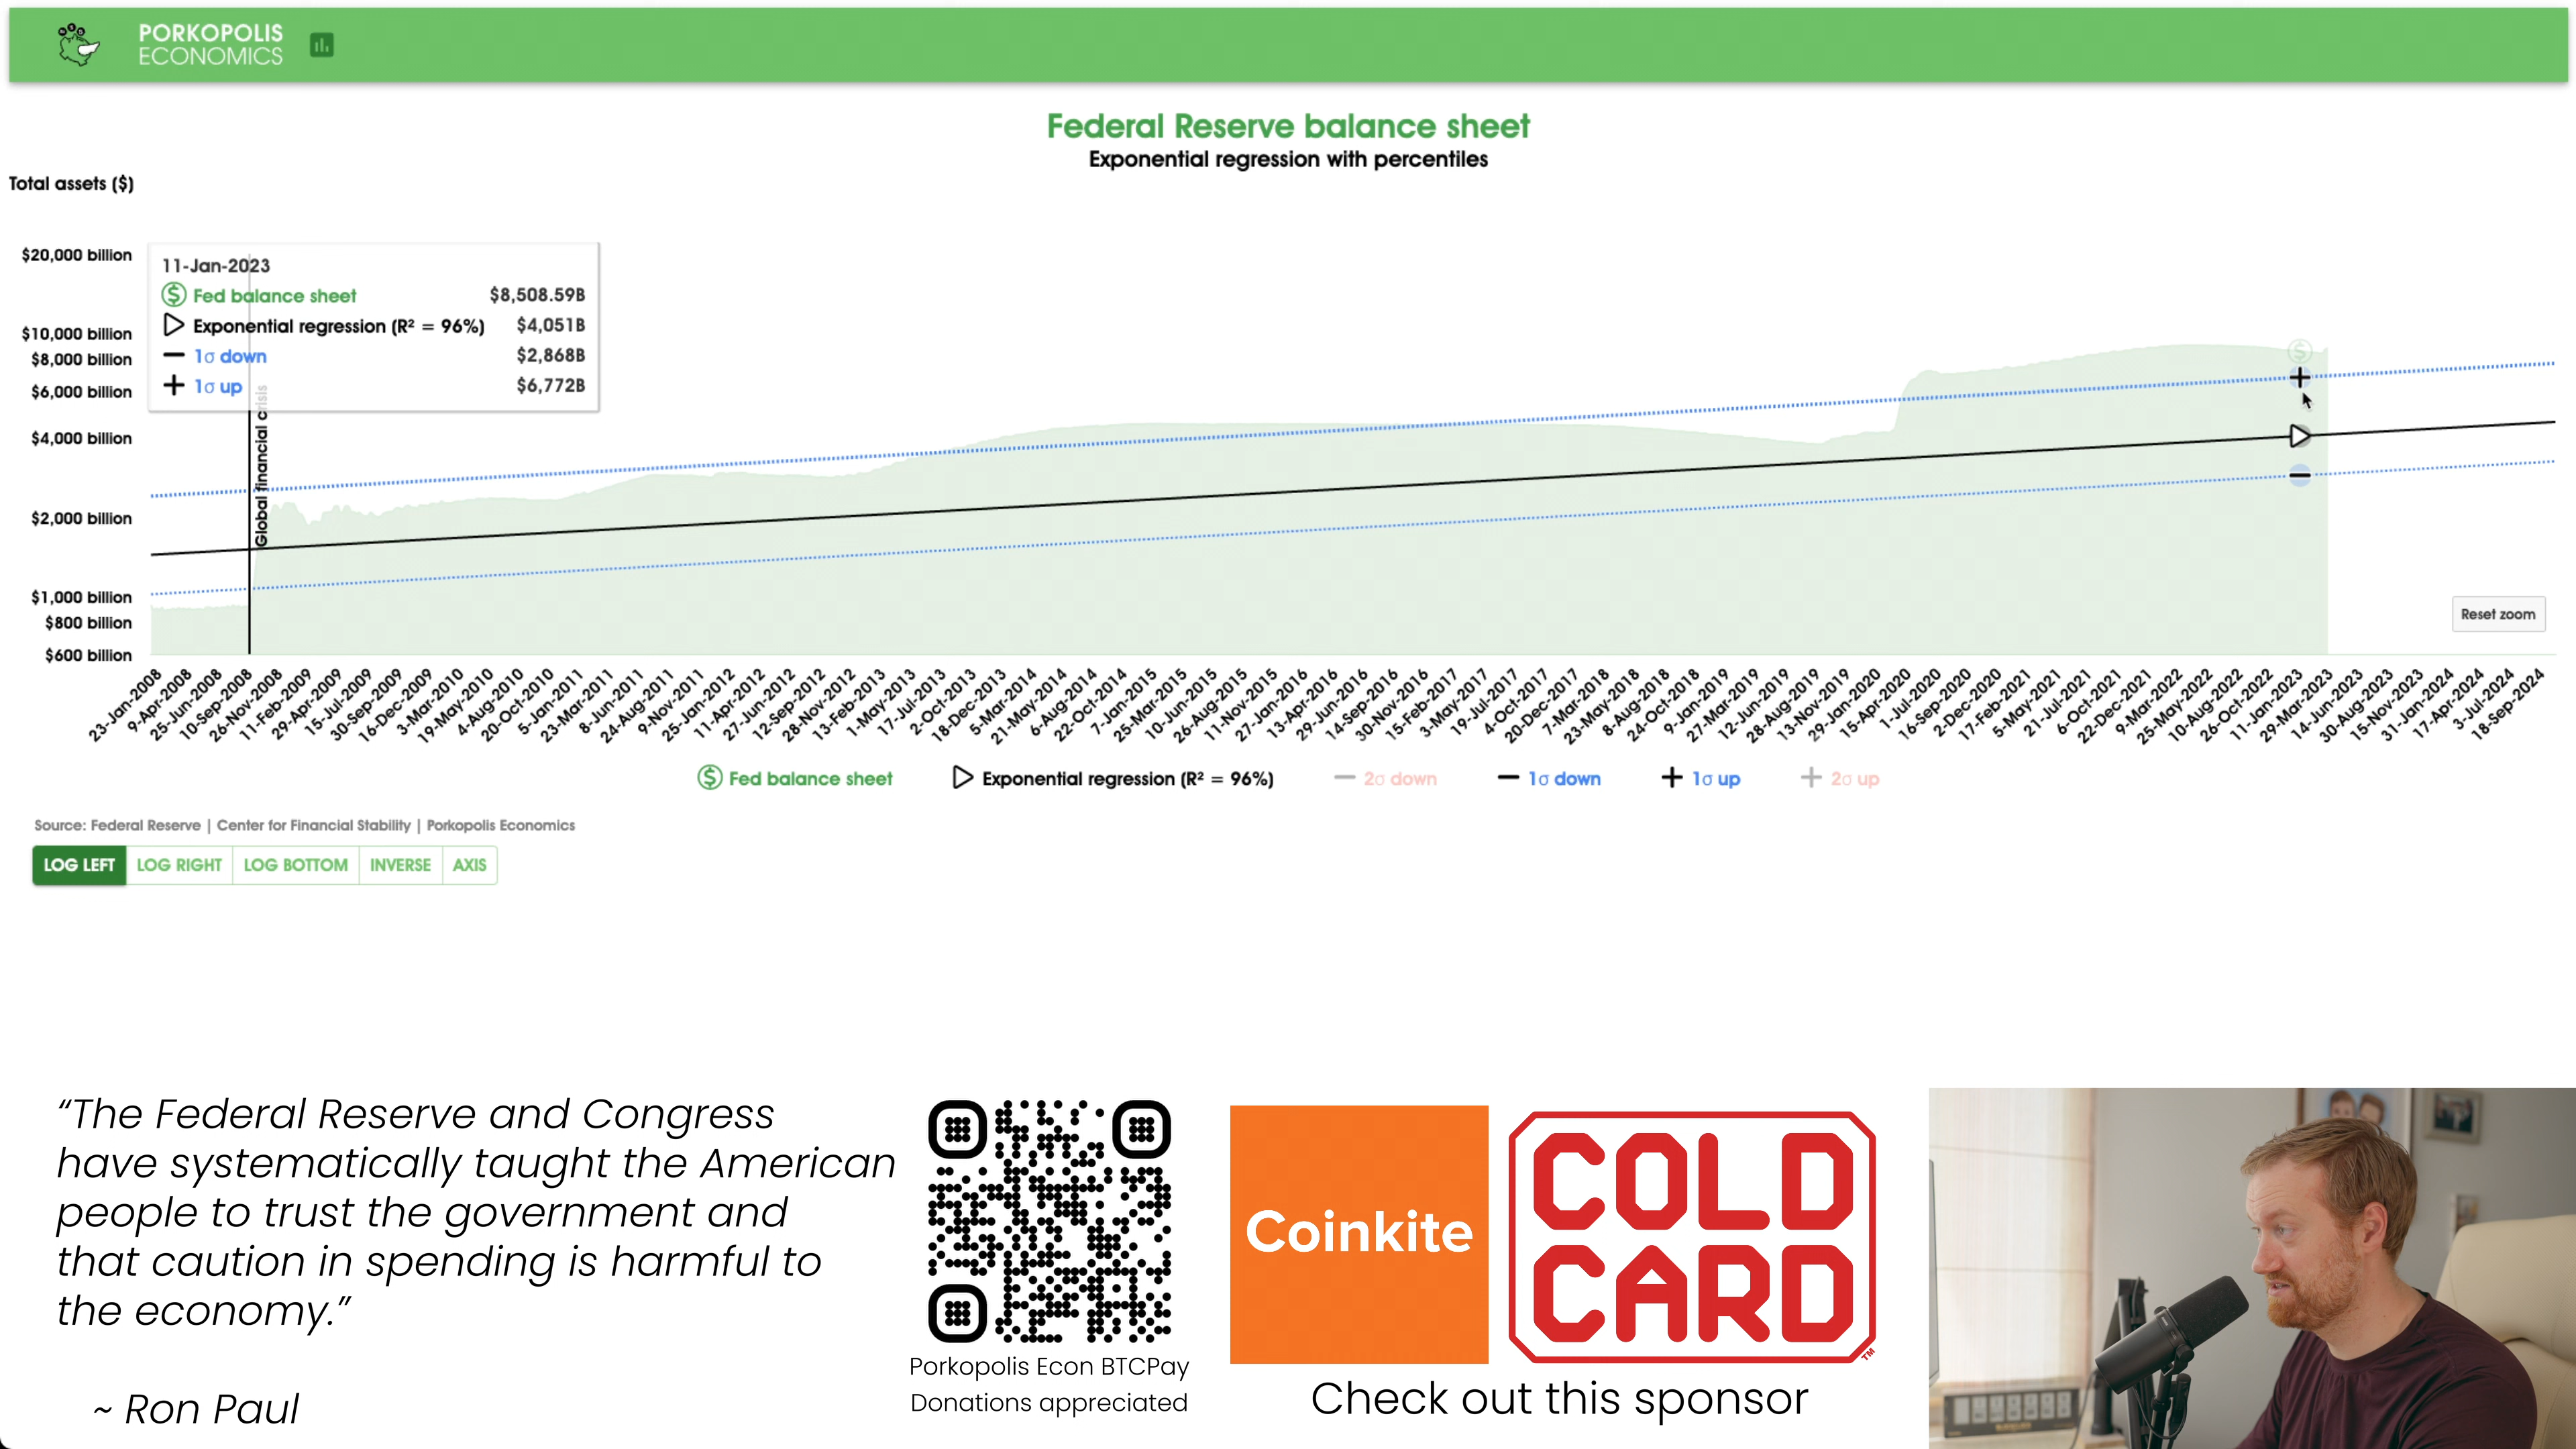 PORKOPOLIS
ECONOMICS
Federal Reserve balance sheet
Exponential regression with percentiles
Total assets ($)
$20,000 billion
$10,000 billion
$8,000 billion
$6,000 billion
$4,000 billion
$2,000 billion
$1,000 billion
$800 billion
$600 billion
11-Jan-2023
Fed balance sheet $8,508.59B
Exponential regression (R² = 96%) $4,051B
1σ down $2,868B
1σ up $6,772B
Global financial crisis
Reset zoom
23-Jan-2008
9-Apr-2008
25-Jun-2008
10-Sep-2008
26-Nov-2008
11-Feb-2009
29-Apr-2009
15-Jul-2009
30-Sep-2009
16-Dec-2009
3-Mar-2010
19-May-2010
4-Aug-2010
20-Oct-2010
5-Jan-2011
23-Mar-2011
8-Jun-2011
24-Aug-2011
9-Nov-2011
25-Jan-2012
11-Apr-2012
27-Jun-2012
12-Sep-2012
28-Nov-2012
13-Feb-2013
1-May-2013
17-Jul-2013
2-Oct-2013
18-Dec-2013
5-Mar-2014
21-May-2014
6-Aug-2014
22-Oct-2014
7-Jan-2015
25-Mar-2015
10-Jun-2015
26-Aug-2015
11-Nov-2015
27-Jan-2016
13-Apr-2016
29-Jun-2016
14-Sep-2016
30-Nov-2016
15-Feb-2017
3-May-2017
19-Jul-2017
4-Oct-2017
20-Dec-2017
7-Mar-2018
23-May-2018
8-Aug-2018
24-Oct-2018
9-Jan-2019
27-Mar-2019
12-Jun-2019
28-Aug-2019
13-Nov-2019
29-Jan-2020
15-Apr-2020
1-Jul-2020
16-Sep-2020
2-Dec-2020
17-Feb-2021
5-May-2021
21-Jul-2021
6-Oct-2021
22-Dec-2021
9-Mar-2022
25-May-2022
10-Aug-2022
26-Oct-2022
11-Jan-2023
29-Mar-2023
14-Jun-2023
30-Aug-2023
15-Nov-2023
31-Jan-2024
17-Apr-2024
3-Jul-2024
18-Sep-2024
Fed balance sheet Exponential regression (R² = 96%) 2σ down 1σ down 1σ up 2σ up
Source: Federal Reserve | Center for Financial Stability | Porkopolis Economics
LOG LEFT LOG RIGHT LOG BOTTOM INVERSE AXIS
“The Federal Reserve and Congress
have systematically taught the American
people to trust the government and
that caution in spending is harmful to
the economy.”
~ Ron Paul
Porkopolis Econ BTCPay
Donations appreciated
Coinkite
COLD
CARD
TM
Check out this sponsor